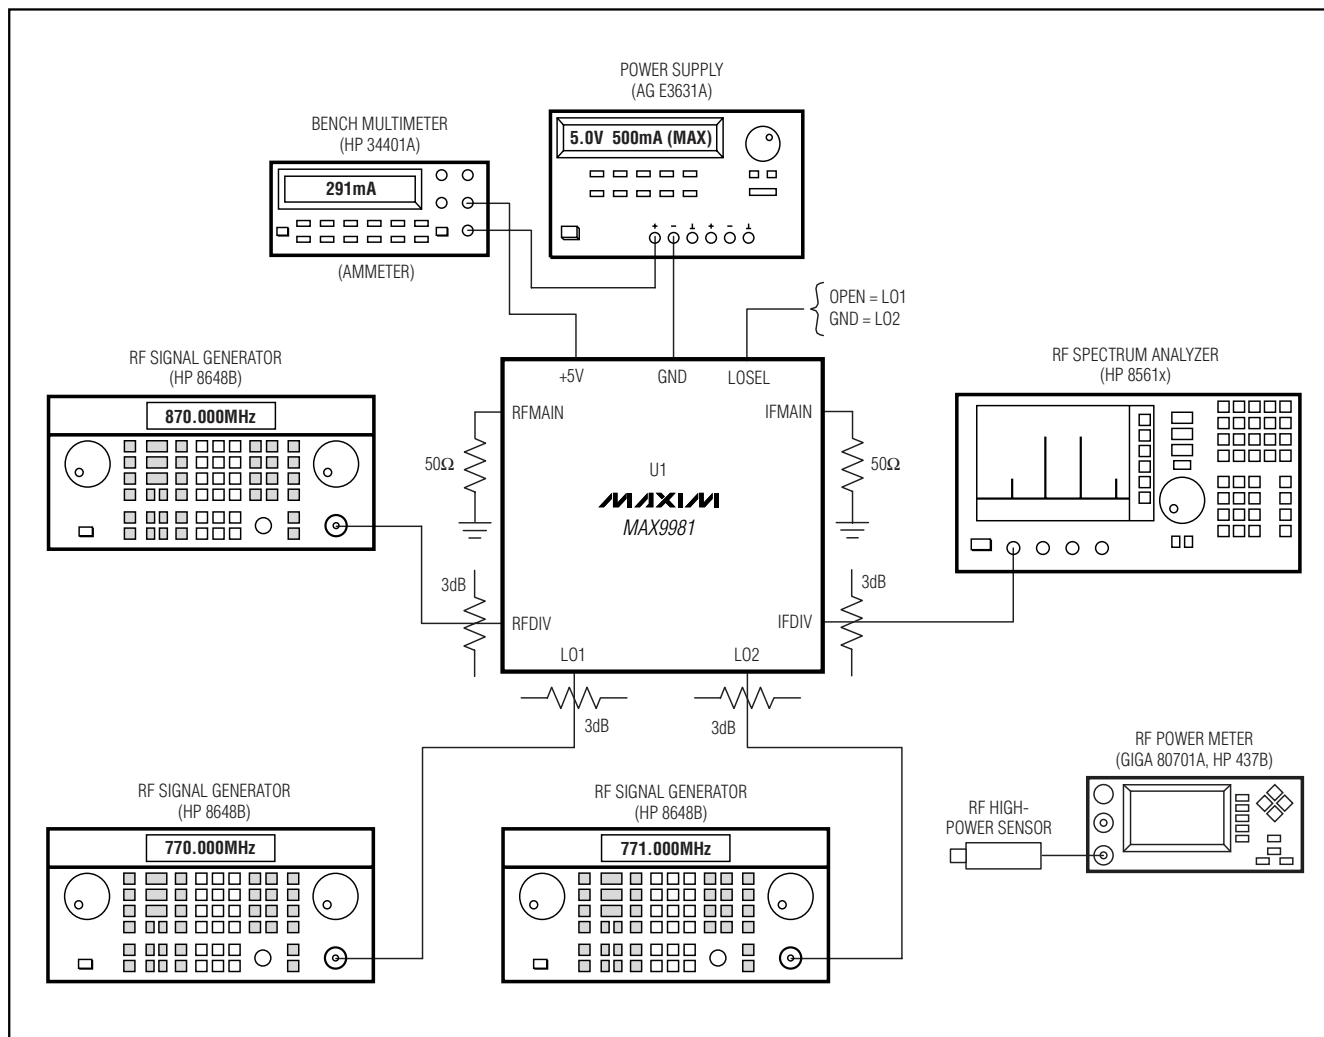 POWER SUPPLY
(AG E3631A)
5.0V 500mA (MAX)
+ - ⊥ + - ⊥
BENCH MULTIMETER
(HP 34401A)
291mA
(AMMETER)
OPEN = LO1
GND = LO2
RF SIGNAL GENERATOR
(HP 8648B)
870.000MHz
RF SPECTRUM ANALYZER
(HP 8561x)
+5V GND LOSEL
RFMAIN
IFMAIN
50Ω
50Ω
U1
MAXIM
MAX9981
3dB
3dB
RFDIV
IFDIV
LO1
LO2
3dB
3dB
RF SIGNAL GENERATOR
(HP 8648B)
770.000MHz
RF SIGNAL GENERATOR
(HP 8648B)
771.000MHz
RF POWER METER
(GIGA 80701A, HP 437B)
RF HIGH-
POWER SENSOR